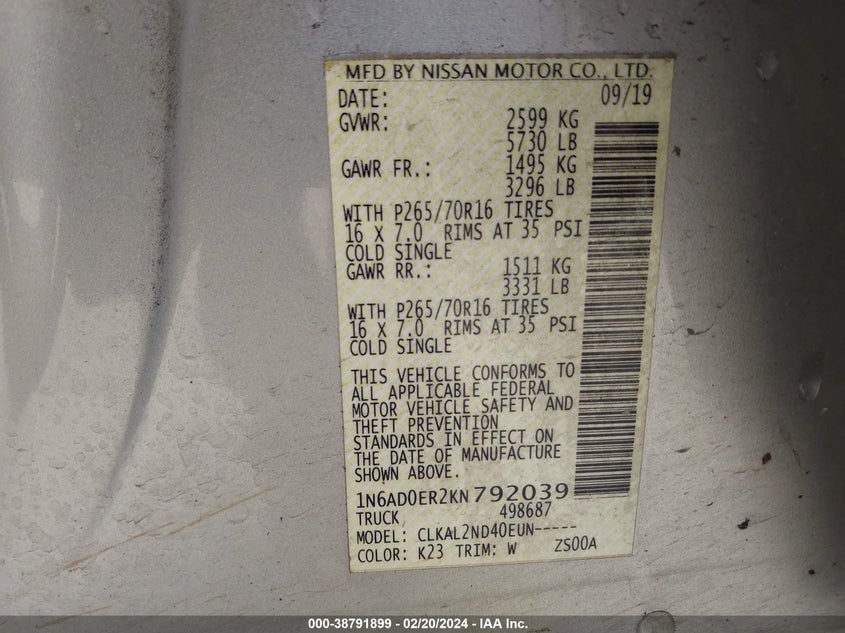 MFD BY NISSAN MOTOR CO., LTD.
DATE: 09/19
GVWR: 2599 KG
5730 LB
GAWR FR.: 1495 KG
3296 LB
WITH P265/70R16 TIRES
16 X 7.0 RIMS AT 35 PSI
COLD SINGLE
GAWR RR.: 1511 KG
3331 LB
WITH P265/70R16 TIRES
16 X 7.0 RIMS AT 35 PSI
COLD SINGLE
THIS VEHICLE CONFORMS TO
ALL APPLICABLE FEDERAL
MOTOR VEHICLE SAFETY AND
THEFT PREVENTION
STANDARDS IN EFFECT ON
THE DATE OF MANUFACTURE
SHOWN ABOVE.
1N6AD0ER2KN792039
TRUCK 498687
MODEL: CLKAL2ND40EUN-----
COLOR: K23 TRIM: W ZS00A
000-38791899 - 02/20/2024 - IAA Inc.